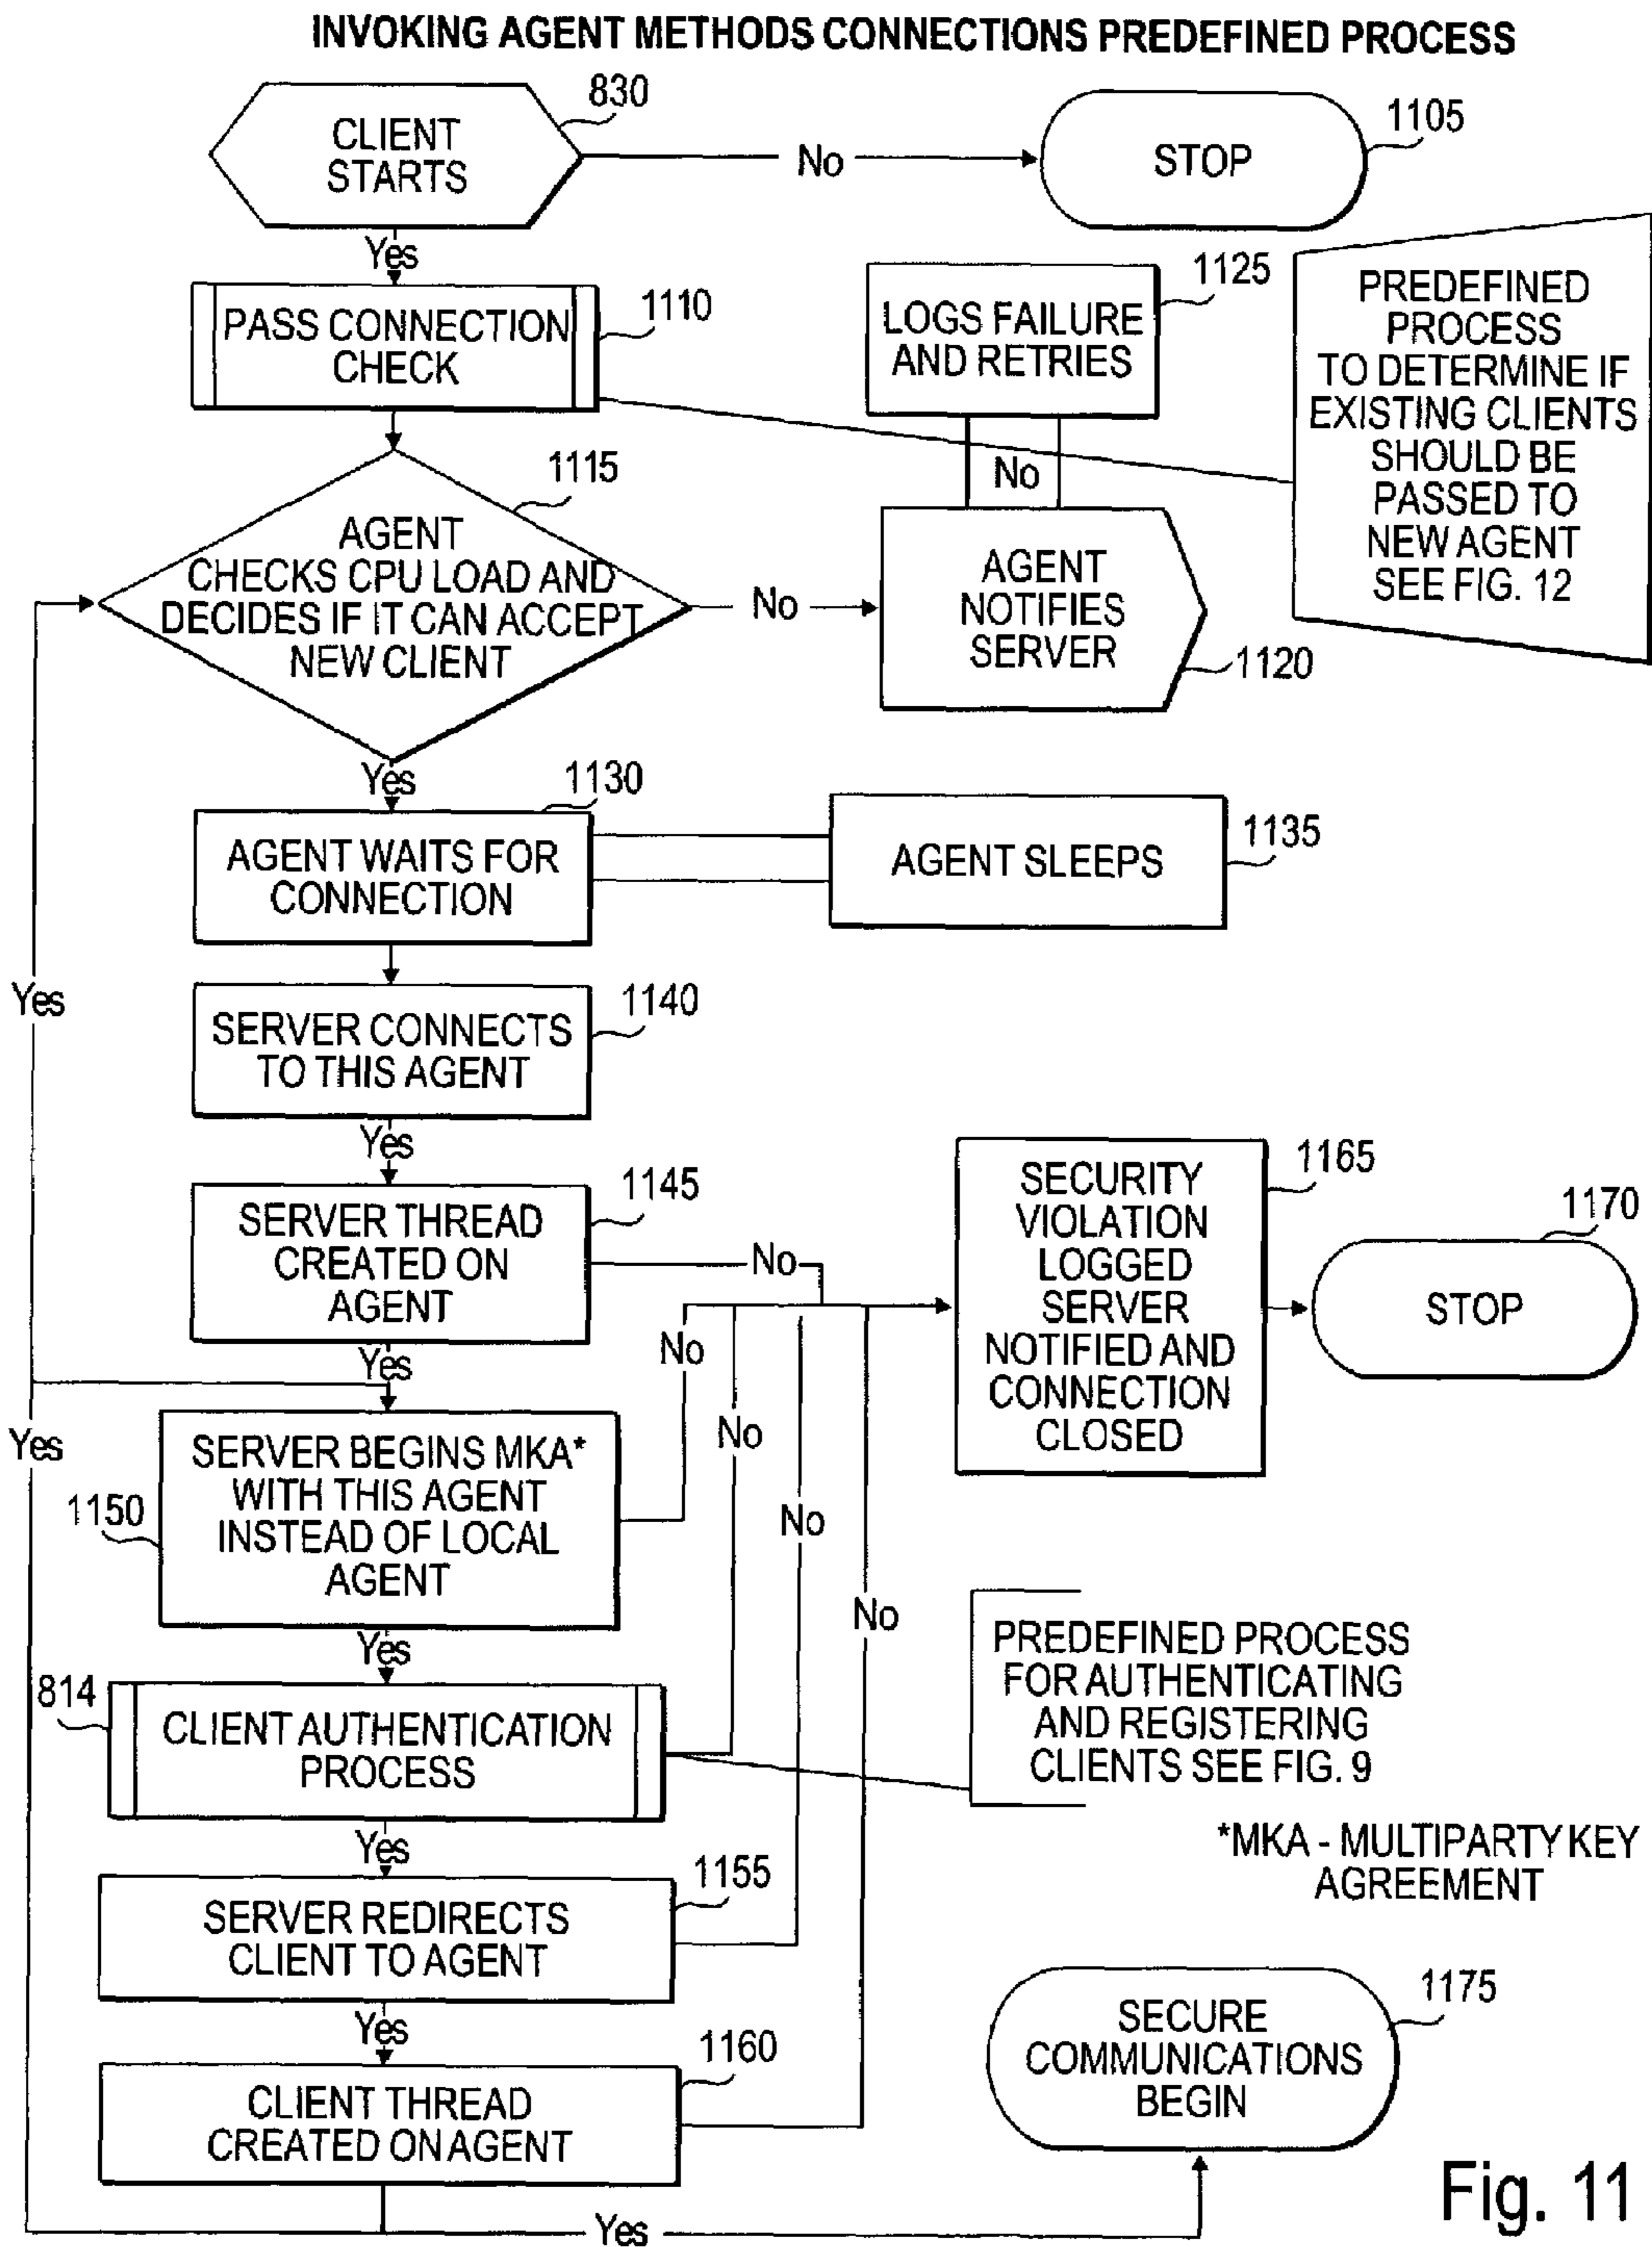 INVOKING AGENT METHODS CONNECTIONS PREDEFINED PROCESS
830
CLIENT
STARTS
No
1105
STOP
Yes
1110
PASS CONNECTION
CHECK
1125
LOGS FAILURE
AND RETRIES
PREDEFINED
PROCESS
TO DETERMINE IF
EXISTING CLIENTS
SHOULD BE
PASSED TO
NEW AGENT
SEE FIG. 12
No
1115
AGENT
CHECKS CPU LOAD AND
DECIDES IF IT CAN ACCEPT
NEW CLIENT
No
AGENT
NOTIFIES
SERVER
1120
Yes
1130
AGENT WAITS FOR
CONNECTION
AGENT SLEEPS
1135
Yes
1140
SERVER CONNECTS
TO THIS AGENT
Yes
1145
SERVER THREAD
CREATED ON
AGENT
No
1165
SECURITY
VIOLATION
LOGGED
SERVER
NOTIFIED AND
CONNECTION
CLOSED
1170
STOP
Yes
No
No
No
No
Yes
1150
SERVER BEGINS MKA*
WITH THIS AGENT
INSTEAD OF LOCAL
AGENT
Yes
814
CLIENT AUTHENTICATION
PROCESS
PREDEFINED PROCESS
FOR AUTHENTICATING
AND REGISTERING
CLIENTS SEE FIG. 9
*MKA - MULTIPARTY KEY
AGREEMENT
Yes
1155
SERVER REDIRECTS
CLIENT TO AGENT
Yes
1160
CLIENT THREAD
CREATED ON AGENT
1175
SECURE
COMMUNICATIONS
BEGIN
Yes
Fig. 11